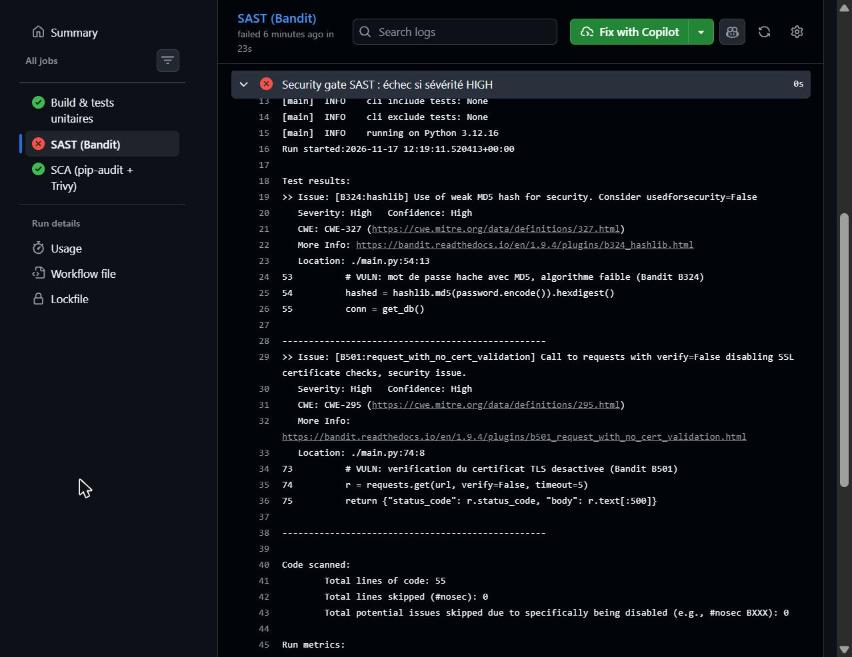 Summary
All jobs
Build & tests
unitaires
SAST (Bandit)
SCA (pip-audit +
Trivy)
Run details
Usage
Workflow file
Lockfile
SAST (Bandit)
failed 6 minutes ago in
23s
Search logs
Fix with Copilot
Security gate SAST : échec si sévérité HIGH 0s
13 [main] INFO cli include tests: None
14 [main] INFO cli exclude tests: None
15 [main] INFO running on Python 3.12.16
16 Run started:2026-11-17 12:19:11.520413+00:00
17
18 Test results:
19 >> Issue: [B324:hashlib] Use of weak MD5 hash for security. Consider usedforsecurity=False
20 Severity: High Confidence: High
21 CWE: CWE-327 (https://cwe.mitre.org/data/definitions/327.html)
22 More Info: https://bandit.readthedocs.io/en/1.9.4/plugins/b324_hashlib.html
23 Location: ./main.py:54:13
24 53 # VULN: mot de passe hache avec MD5, algorithme faible (Bandit B324)
25 54 hashed = hashlib.md5(password.encode()).hexdigest()
26 55 conn = get_db()
27
28 --------------------------------------------------
29 >> Issue: [B501:request_with_no_cert_validation] Call to requests with verify=False disabling SSL
certificate checks, security issue.
30 Severity: High Confidence: High
31 CWE: CWE-295 (https://cwe.mitre.org/data/definitions/295.html)
32 More Info:
https://bandit.readthedocs.io/en/1.9.4/plugins/b501_request_with_no_cert_validation.html
33 Location: ./main.py:74:8
34 73 # VULN: verification du certificat TLS desactivee (Bandit B501)
35 74 r = requests.get(url, verify=False, timeout=5)
36 75 return {"status_code": r.status_code, "body": r.text[:500]}
37
38 --------------------------------------------------
39
40 Code scanned:
41 Total lines of code: 55
42 Total lines skipped (#nosec): 0
43 Total potential issues skipped due to specifically being disabled (e.g., #nosec BXXX): 0
44
45 Run metrics: